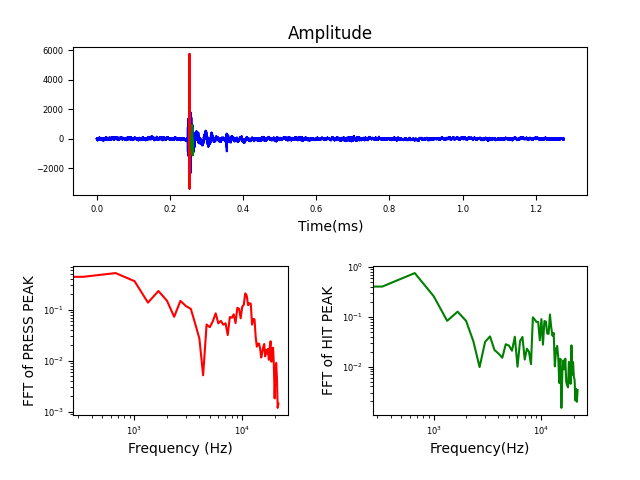 Amplitude
6000
4000
2000
0
−2000
0.0 0.2 0.4 0.6 0.8 1.0 1.2
Time(ms)
FFT of PRESS PEAK
10⁻¹
10⁻²
10⁻³
10³ 10⁴
Frequency (Hz)
FFT of HIT PEAK
10⁰
10⁻¹
10⁻²
10³ 10⁴
Frequency(Hz)